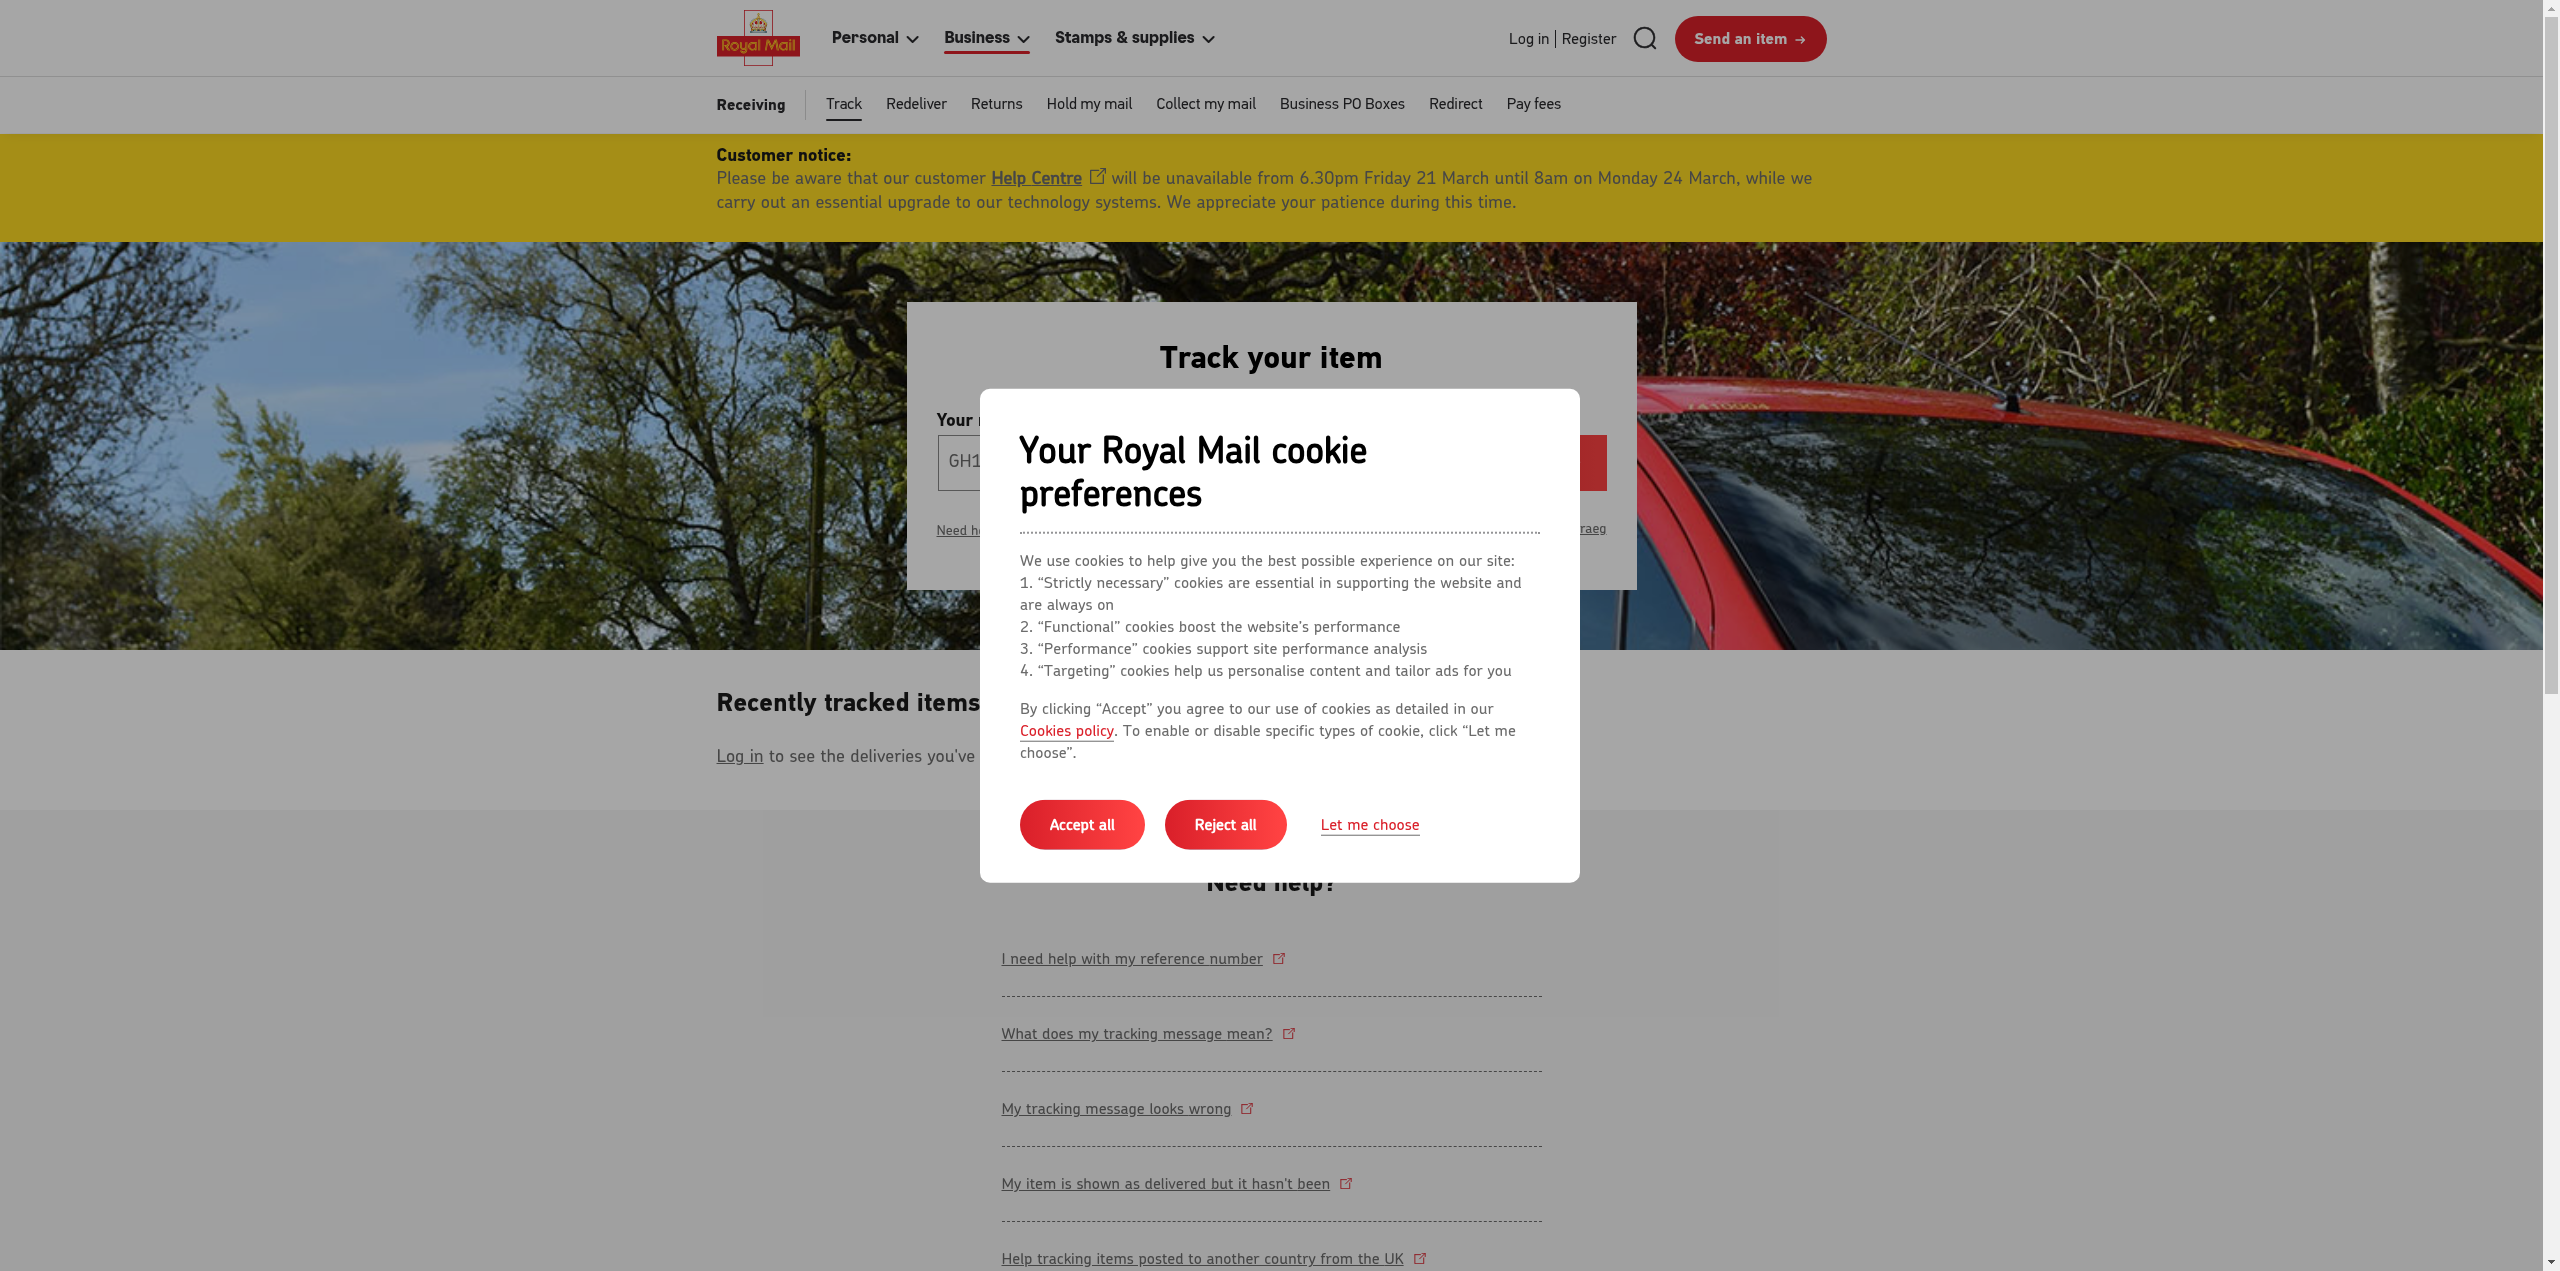 Royal Mail
Personal
Business
Stamps & supplies
Log in | Register
Send an item
Receiving
Track
Redeliver
Returns
Hold my mail
Collect my mail
Business PO Boxes
Redirect
Pay fees
Customer notice:
Please be aware that our customer Help Centre will be unavailable from 6.30pm Friday 21 March until 8am on Monday 24 March, while we
carry out an essential upgrade to our technology systems. We appreciate your patience during this time.
Track your item
Your
GH1
Need
Your Royal Mail cookie
preferences
We use cookies to help give you the best possible experience on our site:
1. “Strictly necessary” cookies are essential in supporting the website and
are always on
2. “Functional” cookies boost the website’s performance
3. “Performance” cookies support site performance analysis
4. “Targeting” cookies help us personalise content and tailor ads for you
By clicking “Accept” you agree to our use of cookies as detailed in our
Cookies policy. To enable or disable specific types of cookie, click “Let me
choose”.
Accept all
Reject all
Let me choose
Recently tracked items
Log in to see the deliveries you've
Need help?
I need help with my reference number
What does my tracking message mean?
My tracking message looks wrong
My item is shown as delivered but it hasn't been
Help tracking items posted to another country from the UK